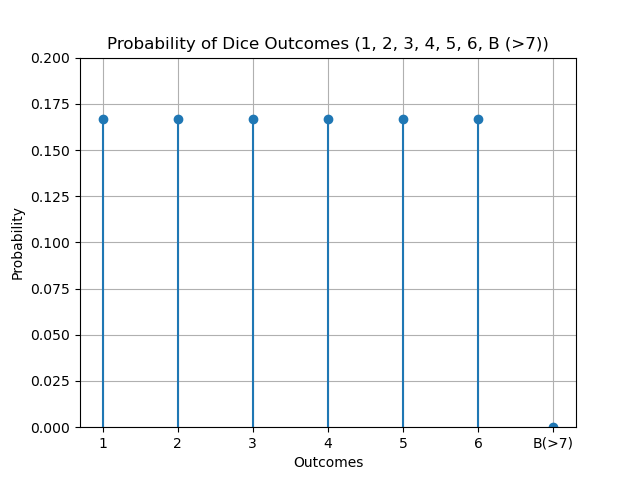 Probability of Dice Outcomes (1, 2, 3, 4, 5, 6, B (>7))
0.200
0.175
0.150
0.125
0.100
0.075
0.050
0.025
0.000
Probability
1 2 3 4 5 6 B(>7)
Outcomes